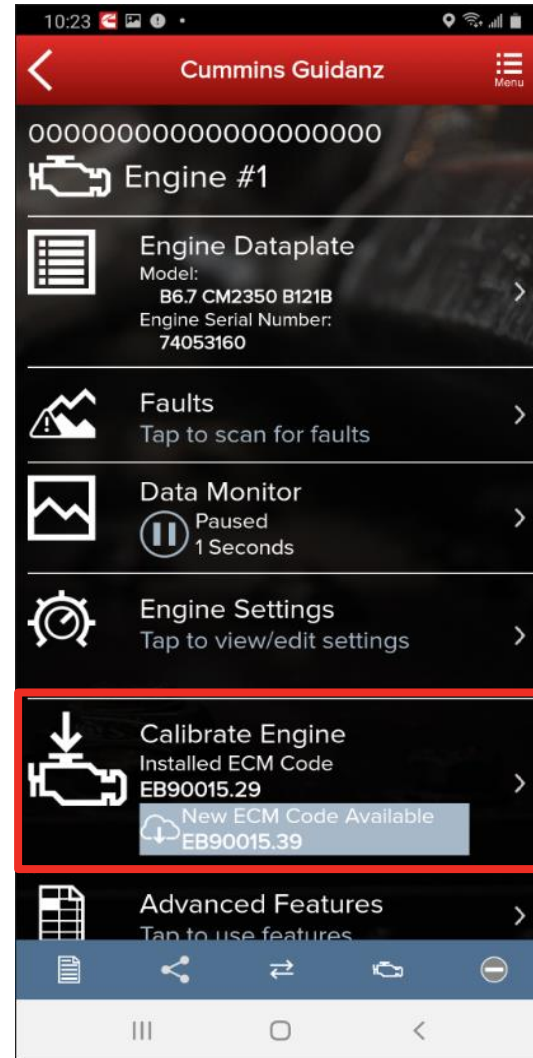 10:23
Cummins Guidanz
Menu
00000000000000000000
Engine #1
Engine Dataplate
Model:
B6.7 CM2350 B121B
Engine Serial Number:
74053160
Faults
Tap to scan for faults
Data Monitor
Paused
1 Seconds
Engine Settings
Tap to view/edit settings
Calibrate Engine
Installed ECM Code
EB90015.29
New ECM Code Available
EB90015.39
Advanced Features
Tap to use features